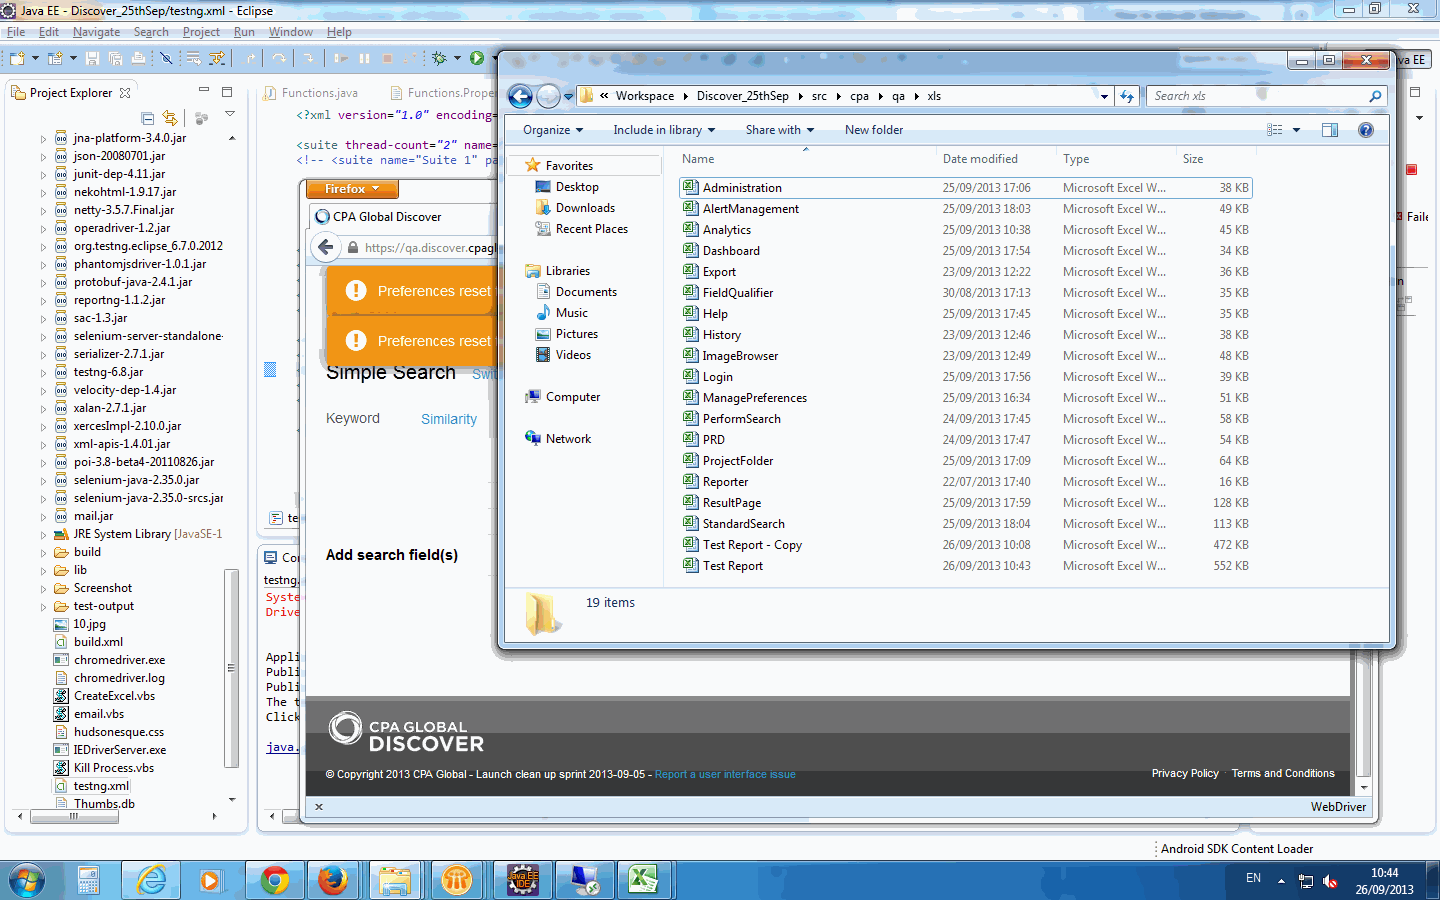 Java EE - Discover_25thSep/testng.xml - Eclipse
File Edit Navigate Search Project Run Window Help
Project Explorer
jna-platform-3.4.0.jar
json-20080701.jar
junit-dep-4.11.jar
nekohtml-1.9.17.jar
netty-3.5.7.Final.jar
operadriver-1.2.jar
org.testng.eclipse_6.7.0.2012
phantomjsdriver-1.0.1.jar
protobuf-java-2.4.1.jar
reportng-1.1.2.jar
sac-1.3.jar
selenium-server-standalone-
serializer-2.7.1.jar
testng-6.8.jar
velocity-dep-1.4.jar
xalan-2.7.1.jar
xercesImpl-2.10.0.jar
xml-apis-1.4.01.jar
poi-3.8-beta4-20110826.jar
selenium-java-2.35.0.jar
selenium-java-2.35.0-srcs.jar
mail.jar
JRE System Library [JavaSE-1
build
lib
Screenshot
test-output
10.jpg
build.xml
chromedriver.exe
chromedriver.log
CreateExcel.vbs
email.vbs
hudsonesque.css
IEDriverServer.exe
Kill Process.vbs
testng.xml
Thumbs.db
Functions.java Functions.Proper
<?xml version="1.0" encoding=
<suite thread-count="2" name=
<!-- <suite name="Suite 1" pa
te
Co
testng.
Syste
Drive
Appli
Publi
Publi
The t
Click
java.
Firefox
CPA Global Discover
https://qa.discover.cpagl
Preferences reset
Preferences reset
Simple Search Swit
Keyword Similarity
Add search field(s)
CPA GLOBAL
DISCOVER
© Copyright 2013 CPA Global - Launch clean up sprint 2013-09-05 - Report a user interface issue
Privacy Policy · Terms and Conditions
WebDriver
« Workspace Discover_25thSep src cpa qa xls
Search xls
Organize Include in library Share with New folder
Favorites
Desktop
Downloads
Recent Places
Libraries
Documents
Music
Pictures
Videos
Computer
Network
Name Date modified Type Size
Administration 25/09/2013 17:06 Microsoft Excel W... 38 KB
AlertManagement 25/09/2013 18:03 Microsoft Excel W... 49 KB
Analytics 25/09/2013 10:38 Microsoft Excel W... 45 KB
Dashboard 25/09/2013 17:54 Microsoft Excel W... 34 KB
Export 23/09/2013 12:22 Microsoft Excel W... 36 KB
FieldQualifier 30/08/2013 17:13 Microsoft Excel W... 35 KB
Help 25/09/2013 17:45 Microsoft Excel W... 35 KB
History 23/09/2013 12:46 Microsoft Excel W... 38 KB
ImageBrowser 23/09/2013 12:49 Microsoft Excel W... 48 KB
Login 25/09/2013 17:56 Microsoft Excel W... 39 KB
ManagePreferences 25/09/2013 16:34 Microsoft Excel W... 51 KB
PerformSearch 24/09/2013 17:45 Microsoft Excel W... 58 KB
PRD 24/09/2013 17:47 Microsoft Excel W... 54 KB
ProjectFolder 25/09/2013 17:09 Microsoft Excel W... 64 KB
Reporter 22/07/2013 17:40 Microsoft Excel W... 16 KB
ResultPage 25/09/2013 17:59 Microsoft Excel W... 128 KB
StandardSearch 25/09/2013 18:04 Microsoft Excel W... 113 KB
Test Report - Copy 26/09/2013 10:08 Microsoft Excel W... 472 KB
Test Report 26/09/2013 10:43 Microsoft Excel W... 552 KB
19 items
va EE
Faile
Android SDK Content Loader
Java EE
IDE
EN
10:44
26/09/2013